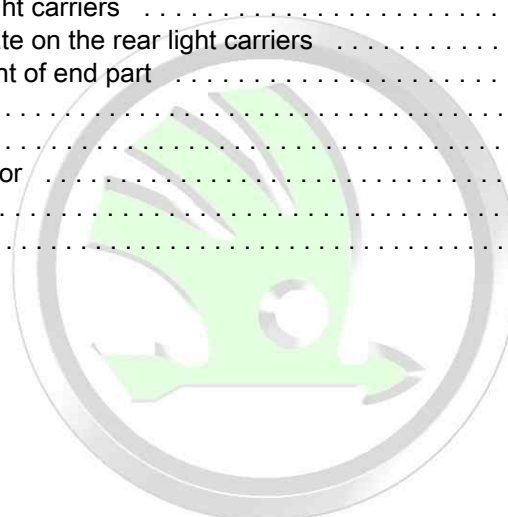 ht carriers . . . . . . . . . . . . . . . . . . . . . . .
te on the rear light carriers . . . . . . . . . . .
nt of end part . . . . . . . . . . . . . . . . . . . . .
. . . . . . . . . . . . . . . . . . . . . . . . . . . . . . . .
. . . . . . . . . . . . . . . . . . . . . . . . . . . . . . . .
or . . . . . . . . . . . . . . . . . . . . . . . . . . . . .
. . . . . . . . . . . . . . . . . . . . . . . . . . . . . . . .
. . . . . . . . . . . . . . . . . . . . . . . . . . . . . . . .